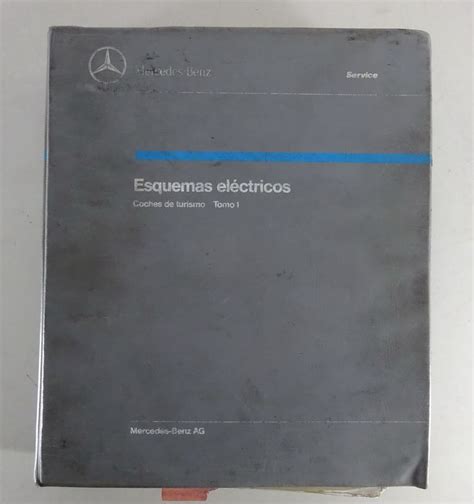 Mercedes-Benz Service
Esquemas eléctricos
Coches de turismo Tomo I
Mercedes-Benz AG